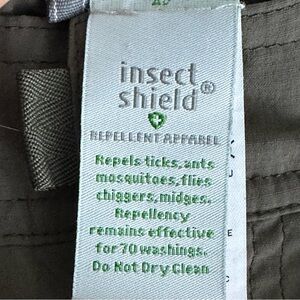 insect
shield®
REPELLENT APPAREL
Repels ticks, ants
mosquitoes, flies
chiggers, midges.
Repellency
remains effective
for 70 washings.
Do Not Dry Clean